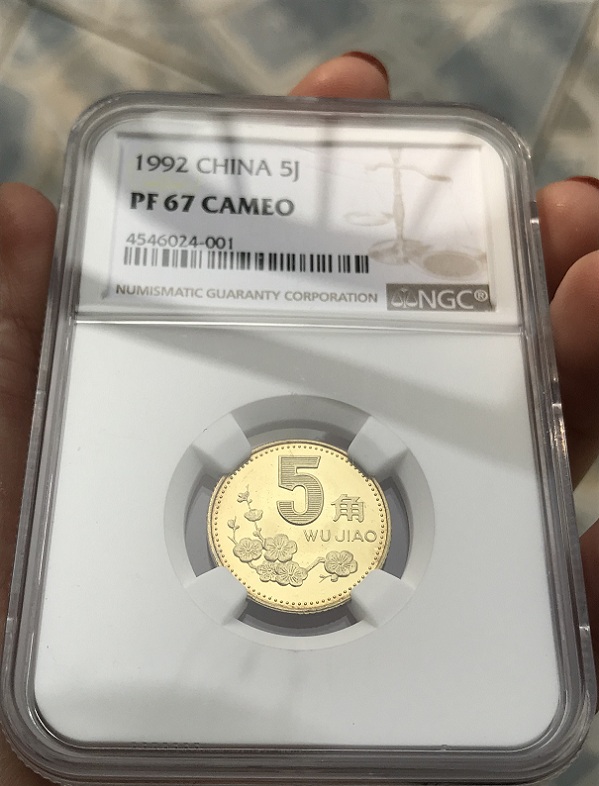 1992 CHINA 5J
PF 67 CAMEO
4546024-001
NUMISMATIC GUARANTY CORPORATION NGC®
5角
WU JIAO